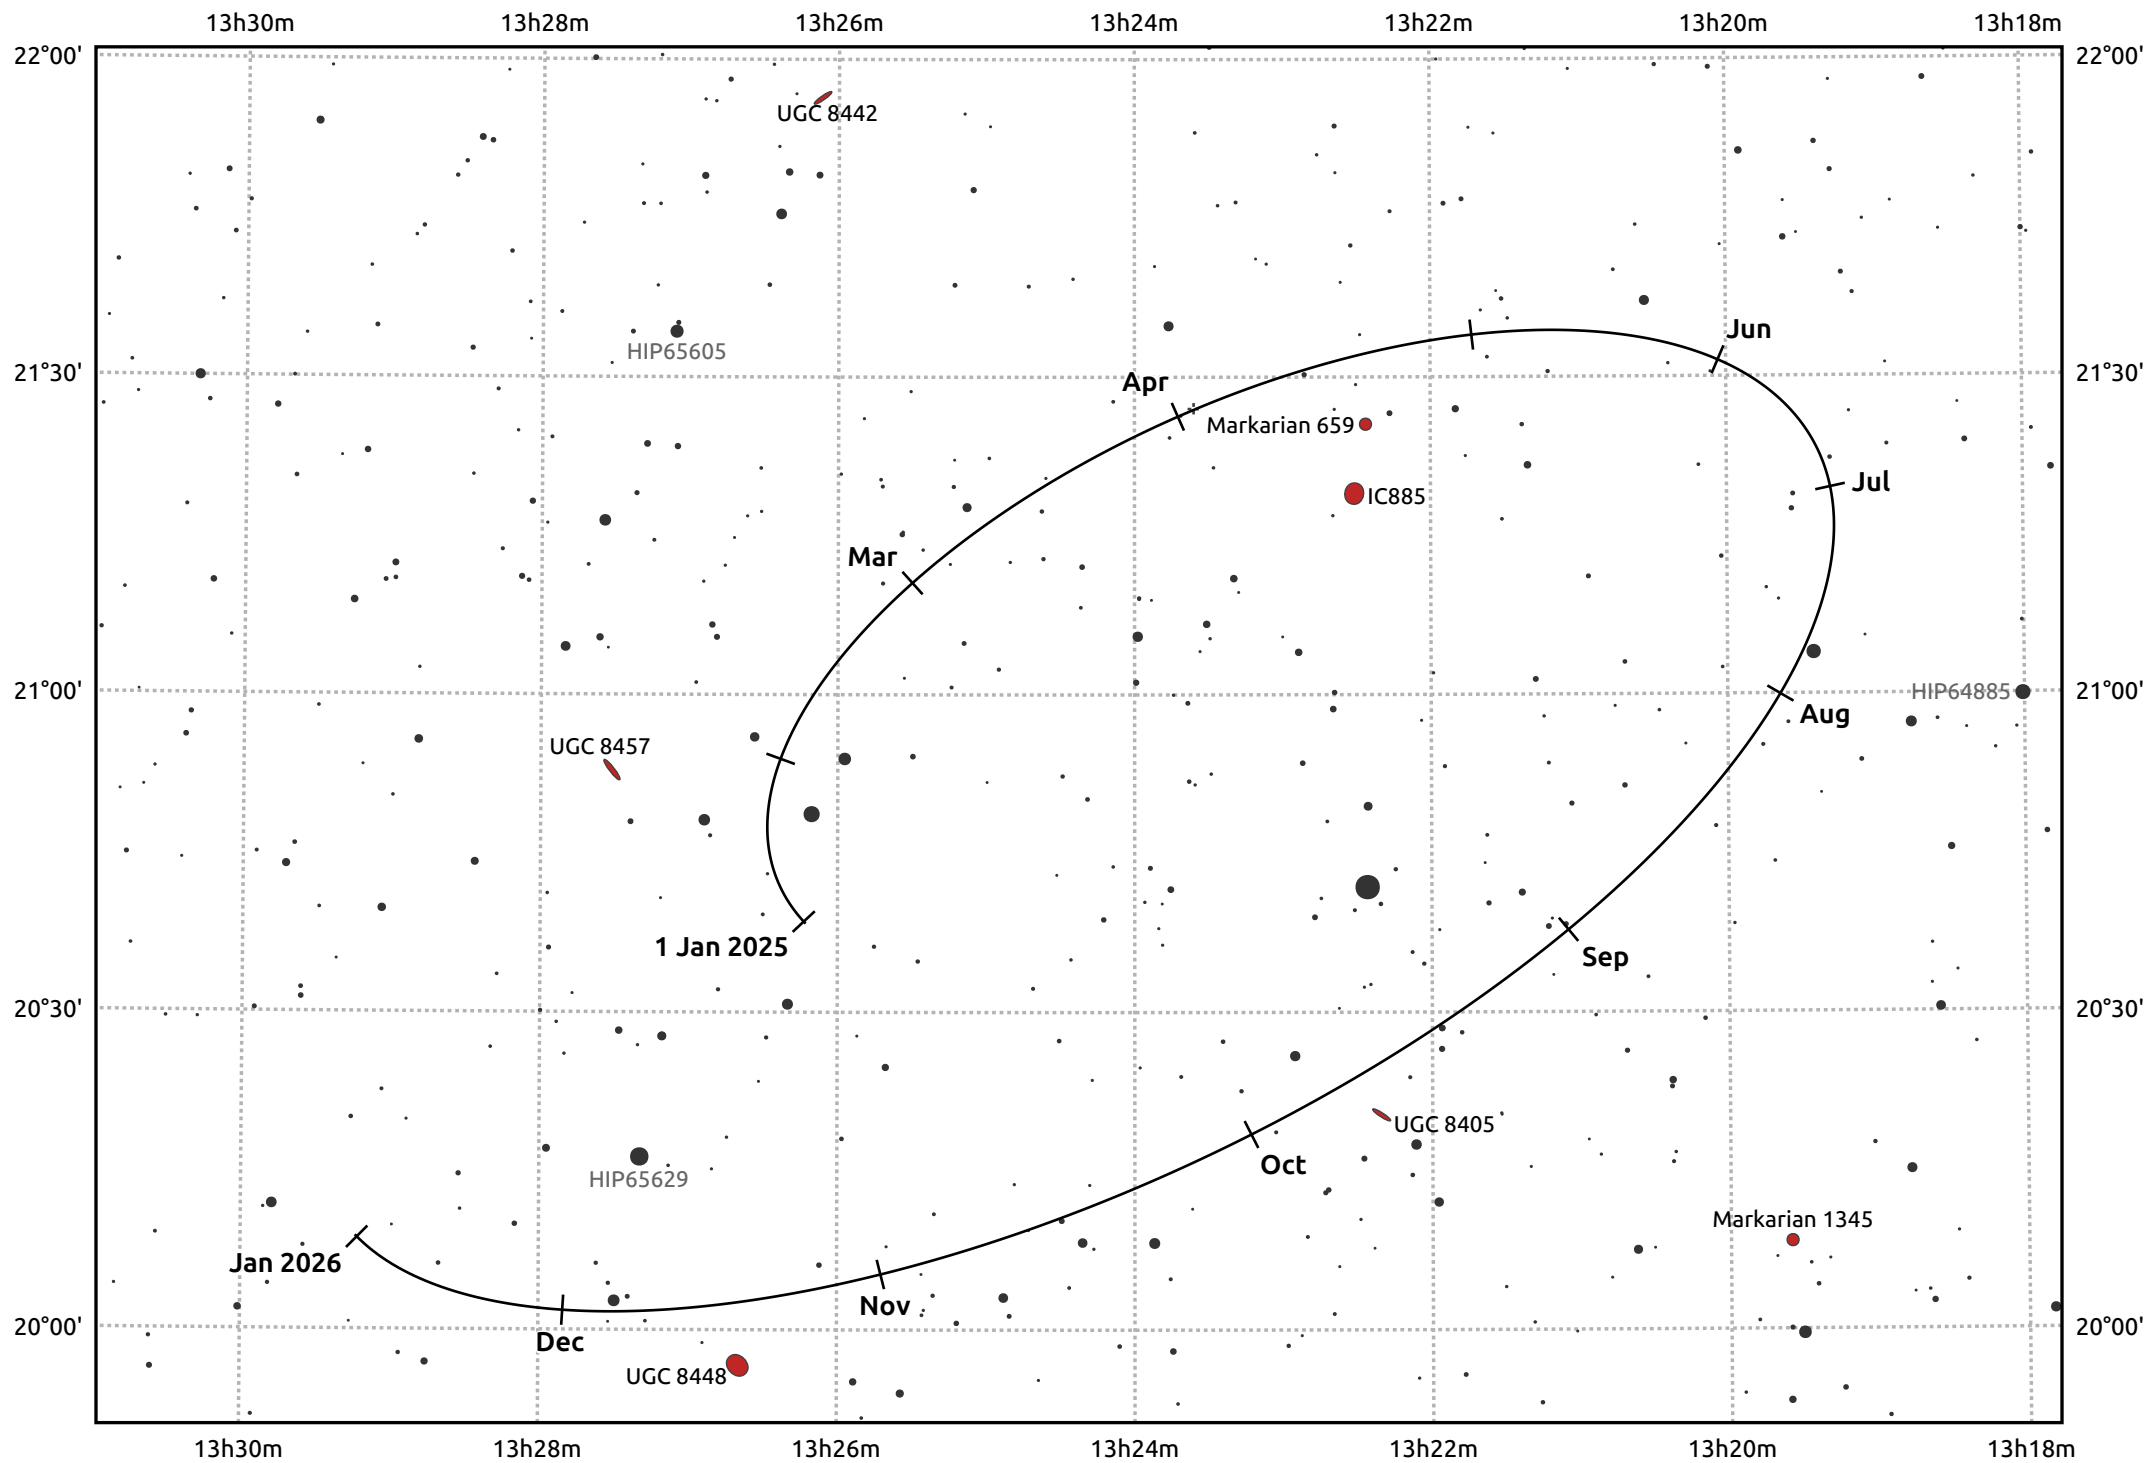 13h30m 13h28m 13h26m 13h24m 13h22m 13h20m 13h18m
22°00' 22°00'
UGC 8442
Jun
HIP65605
21°30' 21°30'
Apr
Markarian 659
Jul
IC885
Mar
21°00' HIP64885 21°00'
Aug
UGC 8457
1 Jan 2025
Sep
20°30' 20°30'
UGC 8405
Oct
HIP65629
Markarian 1345
Jan 2026
Nov
20°00' 20°00'
Dec
UGC 8448
13h30m 13h28m 13h26m 13h24m 13h22m 13h20m 13h18m